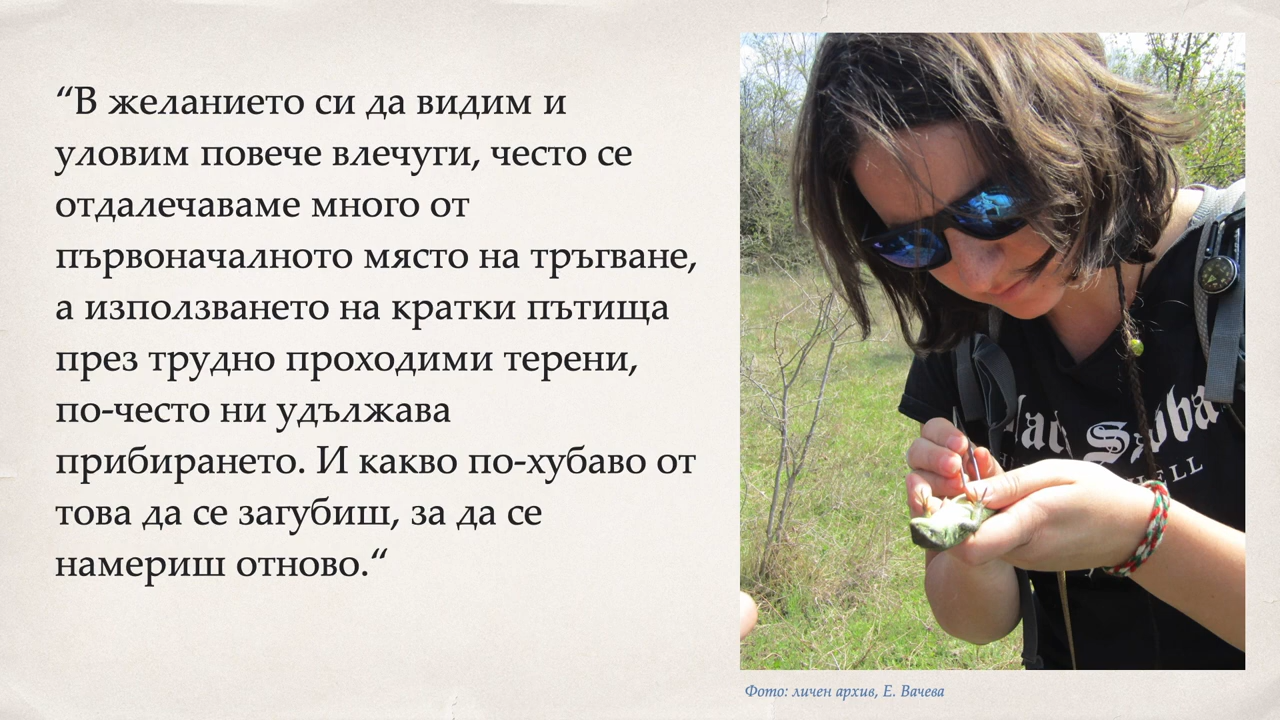 “В желанието си да видим и
уловим повече влечуги, често се
отдалечаваме много от
първоначалното място на тръгване,
а използването на кратки пътища
през трудно проходими терени,
по-често ни удължава
прибирането. И какво по-хубаво от
това да се загубиш, за да се
намериш отново.“
Фото: личен архив, Е. Вачева